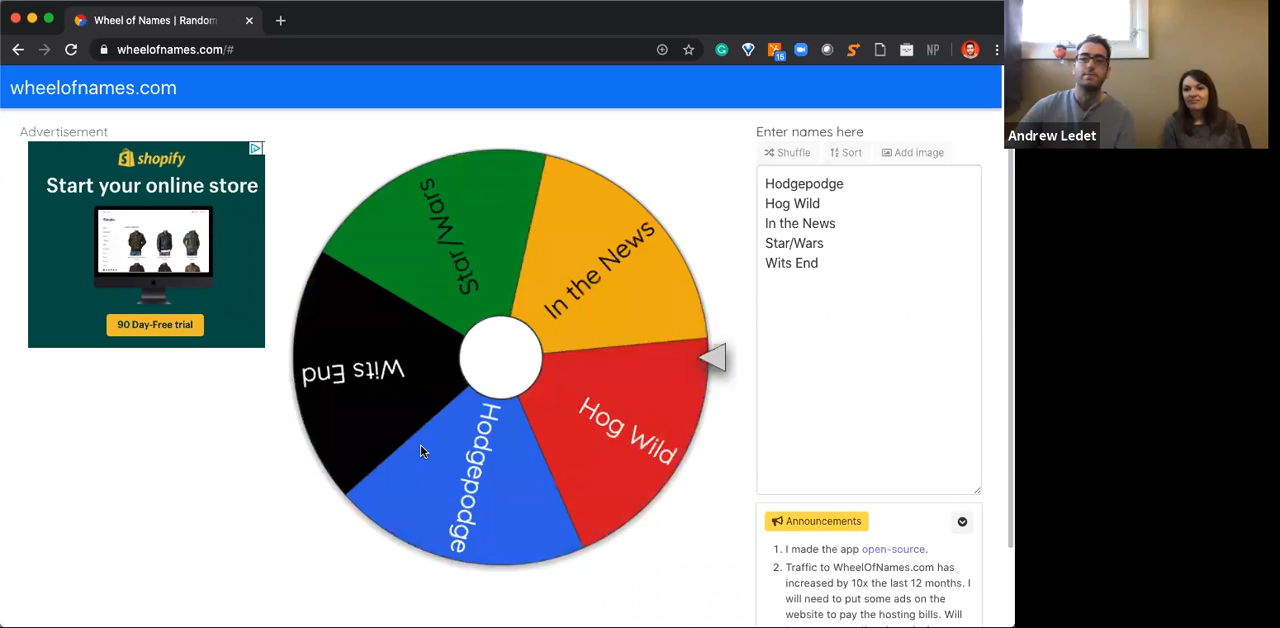 Wheel of Names | Random
wheelofnames.com/#
15
NP
wheelofnames.com
Advertisement
shopify
Start your online store
90 Day-Free trial
Star/Wars
In the News
Wits End
Hog Wild
Hodgepodge
Enter names here
Shuffle
Sort
Add image
Hodgepodge
Hog Wild
In the News
Star/Wars
Wits End
Announcements
1. I made the app open-source.
2. Traffic to WheelOfNames.com has
increased by 10x the last 12 months. I
will need to put some ads on the
website to pay the hosting bills. Will
Andrew Ledet